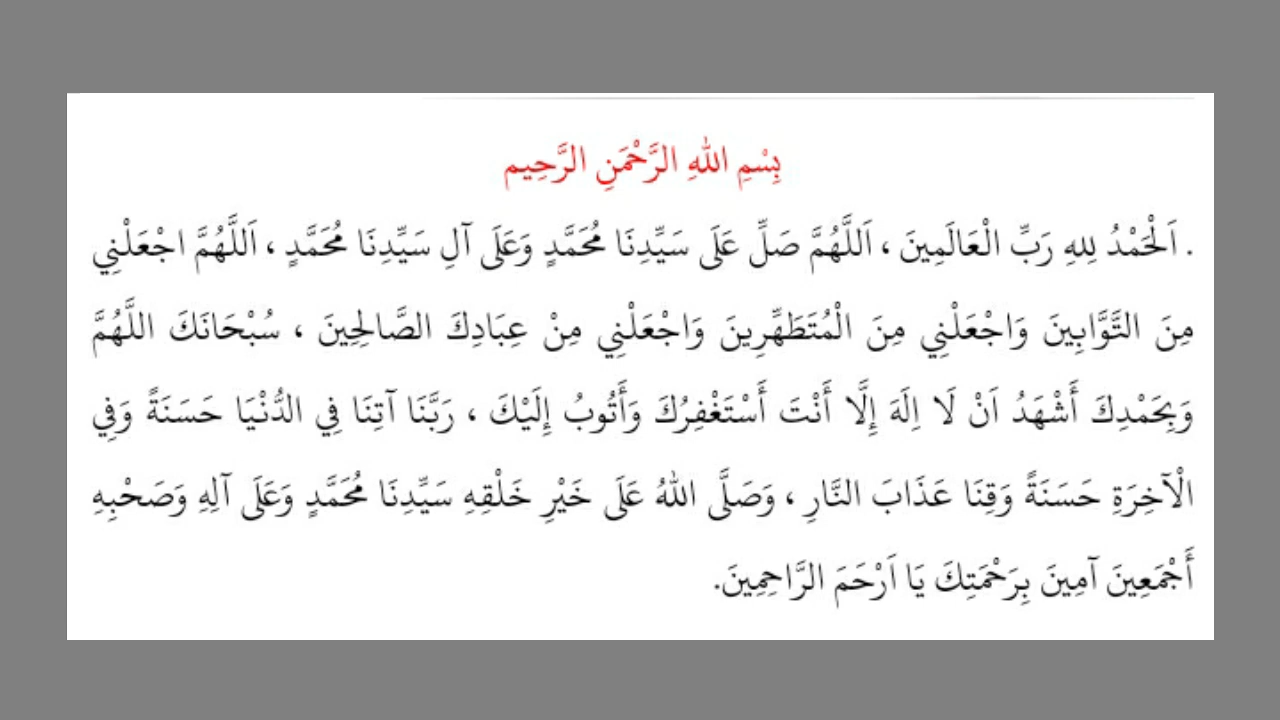 بِسْمِ اللهِ الرَّحْمَنِ الرَّحِيم
. اَلْحَمْدُ لِلهِ رَبِّ الْعَالَمِينَ ، اَللَّهُمَّ صَلِّ عَلَى سَيِّدِنَا مُحَمَّدٍ وَعَلَى آلِ سَيِّدِنَا مُحَمَّدٍ ، اَللَّهُمَّ اجْعَلْنِي
مِنَ التَّوَّابِينَ وَاجْعَلْنِي مِنَ الْمُتَطَهِّرِينَ وَاجْعَلْنِي مِنْ عِبَادِكَ الصَّالِحِينَ ، سُبْحَانَكَ اللَّهُمَّ
وَبِحَمْدِكَ أَشْهَدُ اَنْ لَا اِلَهَ إِلَّا أَنْتَ أَسْتَغْفِرُكَ وَأَتُوبُ إِلَيْكَ ، رَبَّنَا آتِنَا فِي الدُّنْيَا حَسَنَةً وَفِي
الْآخِرَةِ حَسَنَةً وَقِنَا عَذَابَ النَّارِ ، وَصَلَّى اللهُ عَلَى خَيْرِ خَلْقِهِ سَيِّدِنَا مُحَمَّدٍ وَعَلَى آلِهِ وَصَحْبِهِ
أَجْمَعِينَ آمِينَ بِرَحْمَتِكَ يَا اَرْحَمَ الرَّاحِمِينَ.